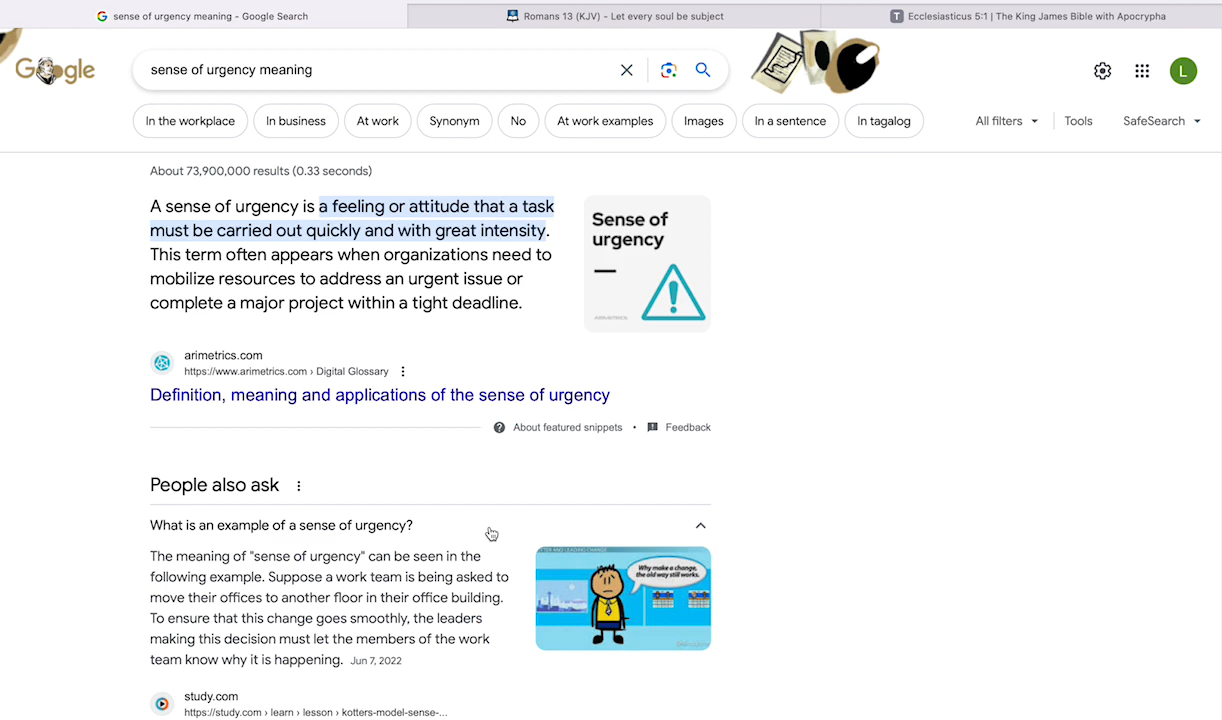 sense of urgency meaning - Google Search
Romans 13 (KJV) - Let every soul be subject
T Ecclesiasticus 5:1 | The King James Bible with Apocrypha
Google
sense of urgency meaning
L
In the workplace
In business
At work
Synonym
No
At work examples
Images
In a sentence
In tagalog
All filters
Tools
SafeSearch
About 73,900,000 results (0.33 seconds)
A sense of urgency is a feeling or attitude that a task
must be carried out quickly and with great intensity.
This term often appears when organizations need to
mobilize resources to address an urgent issue or
complete a major project within a tight deadline.
Sense of
urgency
ARIMETRICS
arimetrics.com
https://www.arimetrics.com › Digital Glossary
Definition, meaning and applications of the sense of urgency
About featured snippets • Feedback
People also ask
What is an example of a sense of urgency?
The meaning of "sense of urgency" can be seen in the
following example. Suppose a work team is being asked to
move their offices to another floor in their office building.
To ensure that this change goes smoothly, the leaders
making this decision must let the members of the work
team know why it is happening. Jun 7, 2022
Why make a change,
the old way still works.
study.com
https://study.com › learn › lesson › kotters-model-sense-...